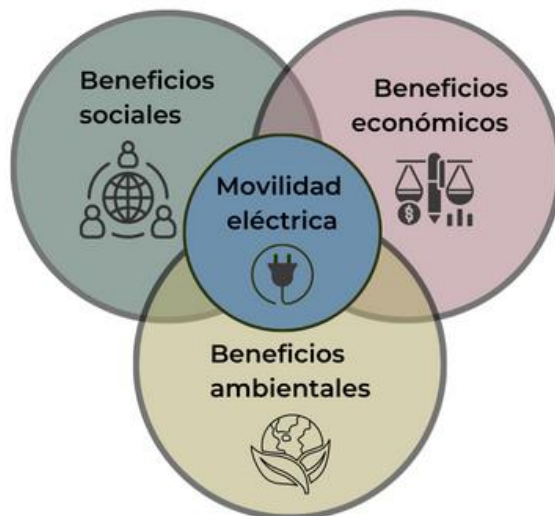 Beneficios
sociales
Beneficios
económicos
Movilidad
eléctrica
$
Beneficios
ambientales